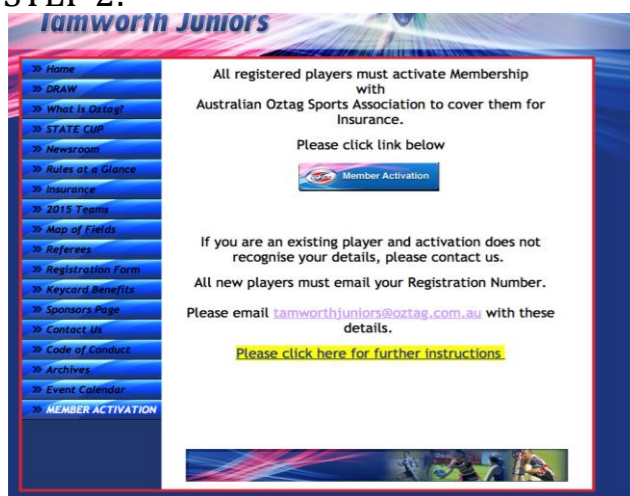 STEP 2:
Tamworth Juniors
» Home
» DRAW
» What is Oztag?
» STATE CUP
» Newsroom
» Rules at a Glance
» Insurance
» 2015 Teams
» Map of Fields
» Referees
» Registration Form
» Keycard Benefits
» Sponsors Page
» Contact Us
» Code of Conduct
» Archives
» Event Calendar
» MEMBER ACTIVATION
All registered players must activate Membership
with
Australian Oztag Sports Association to cover them for
Insurance.
Please click link below
Member Activation
If you are an existing player and activation does not
recognise your details, please contact us.
All new players must email your Registration Number.
Please email tamworthjuniors@oztag.com.au with these
details.
Please click here for further instructions